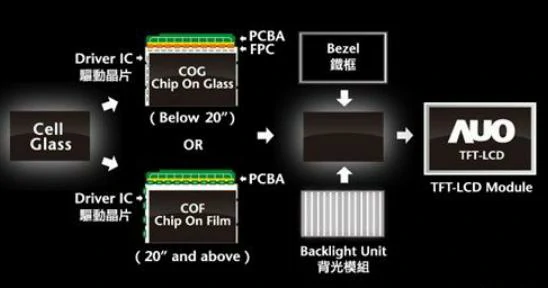 PCBA
FPC
Driver IC
驅動晶片
COG
Chip On Glass
(Below 20")
Cell
Glass
OR
Driver IC
驅動晶片
PCBA
COF
Chip On Film
(20" and above)
Bezel
鐵框
Backlight Unit
背光模組
AUO
TFT-LCD
TFT-LCD Module